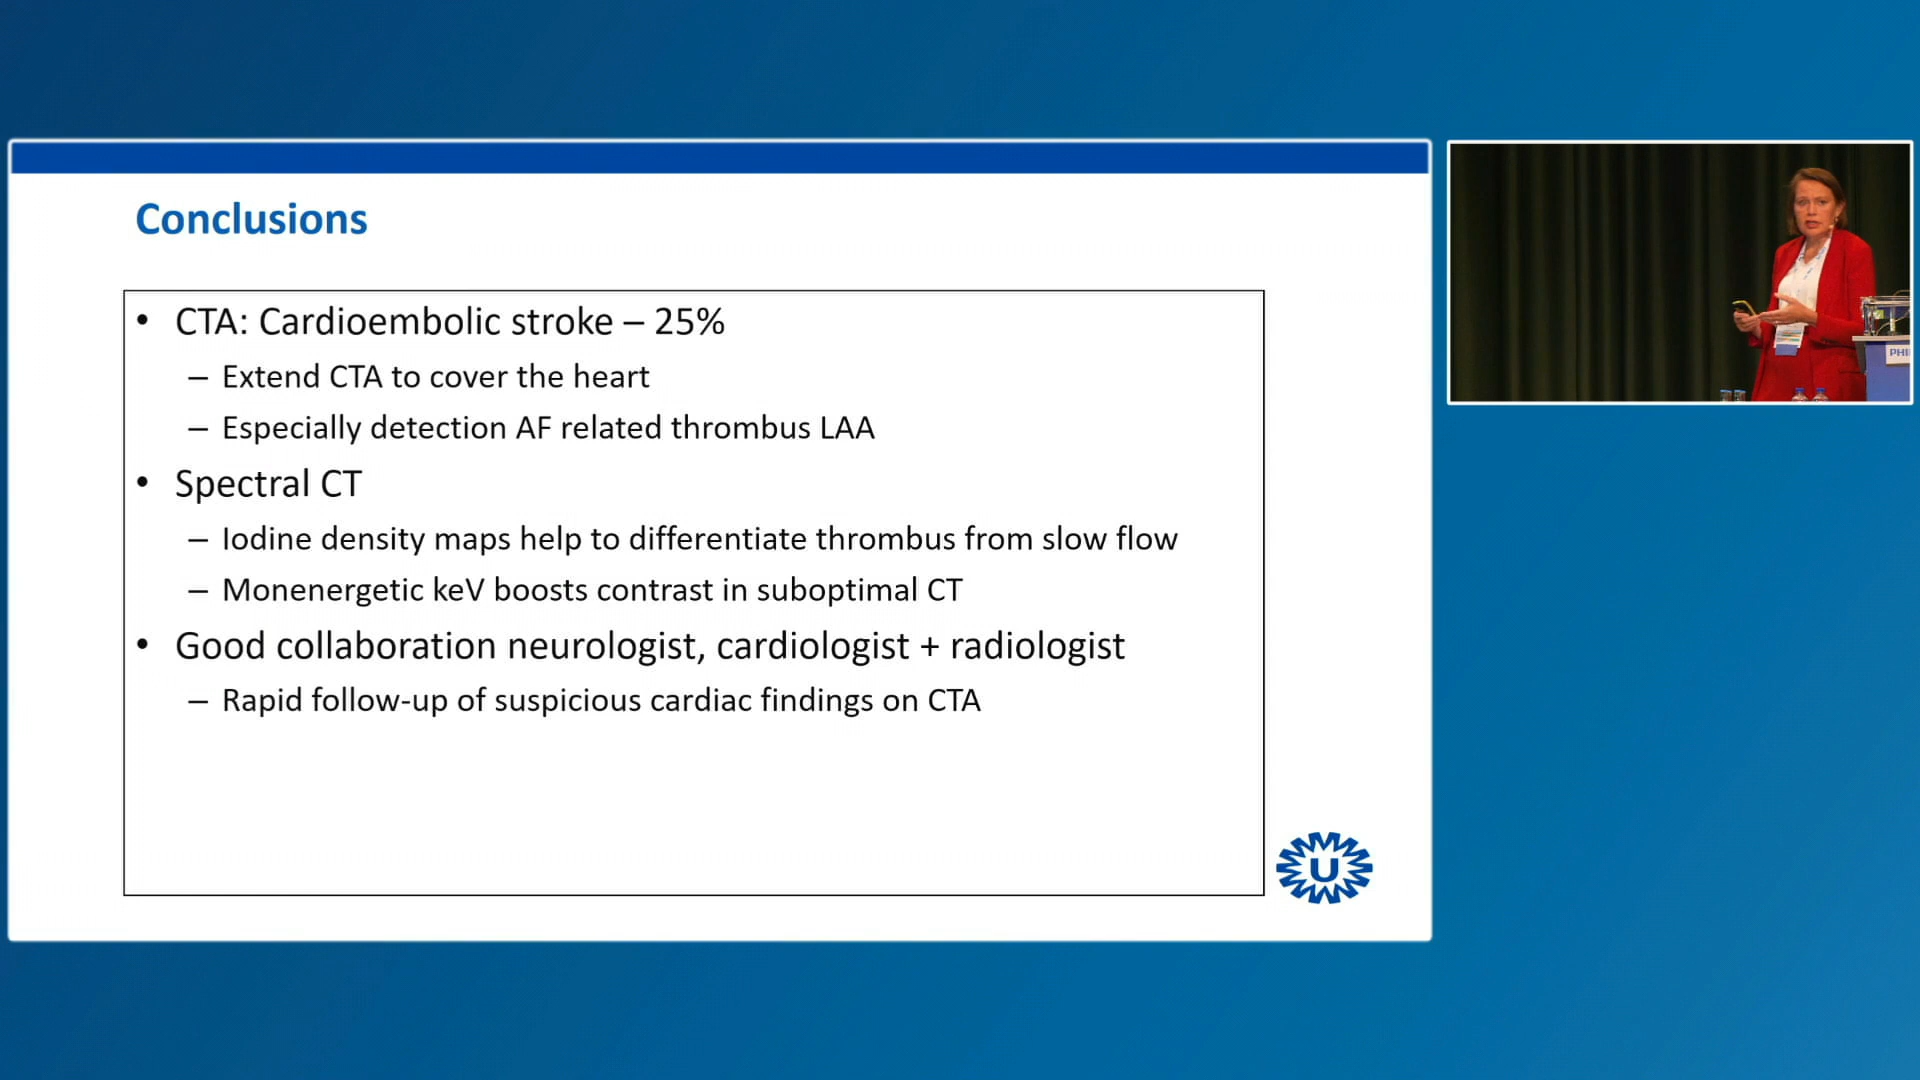 Conclusions
• CTA: Cardioembolic stroke – 25%
– Extend CTA to cover the heart
– Especially detection AF related thrombus LAA
• Spectral CT
– Iodine density maps help to differentiate thrombus from slow flow
– Monenergetic keV boosts contrast in suboptimal CT
• Good collaboration neurologist, cardiologist + radiologist
– Rapid follow-up of suspicious cardiac findings on CTA
U
PHI